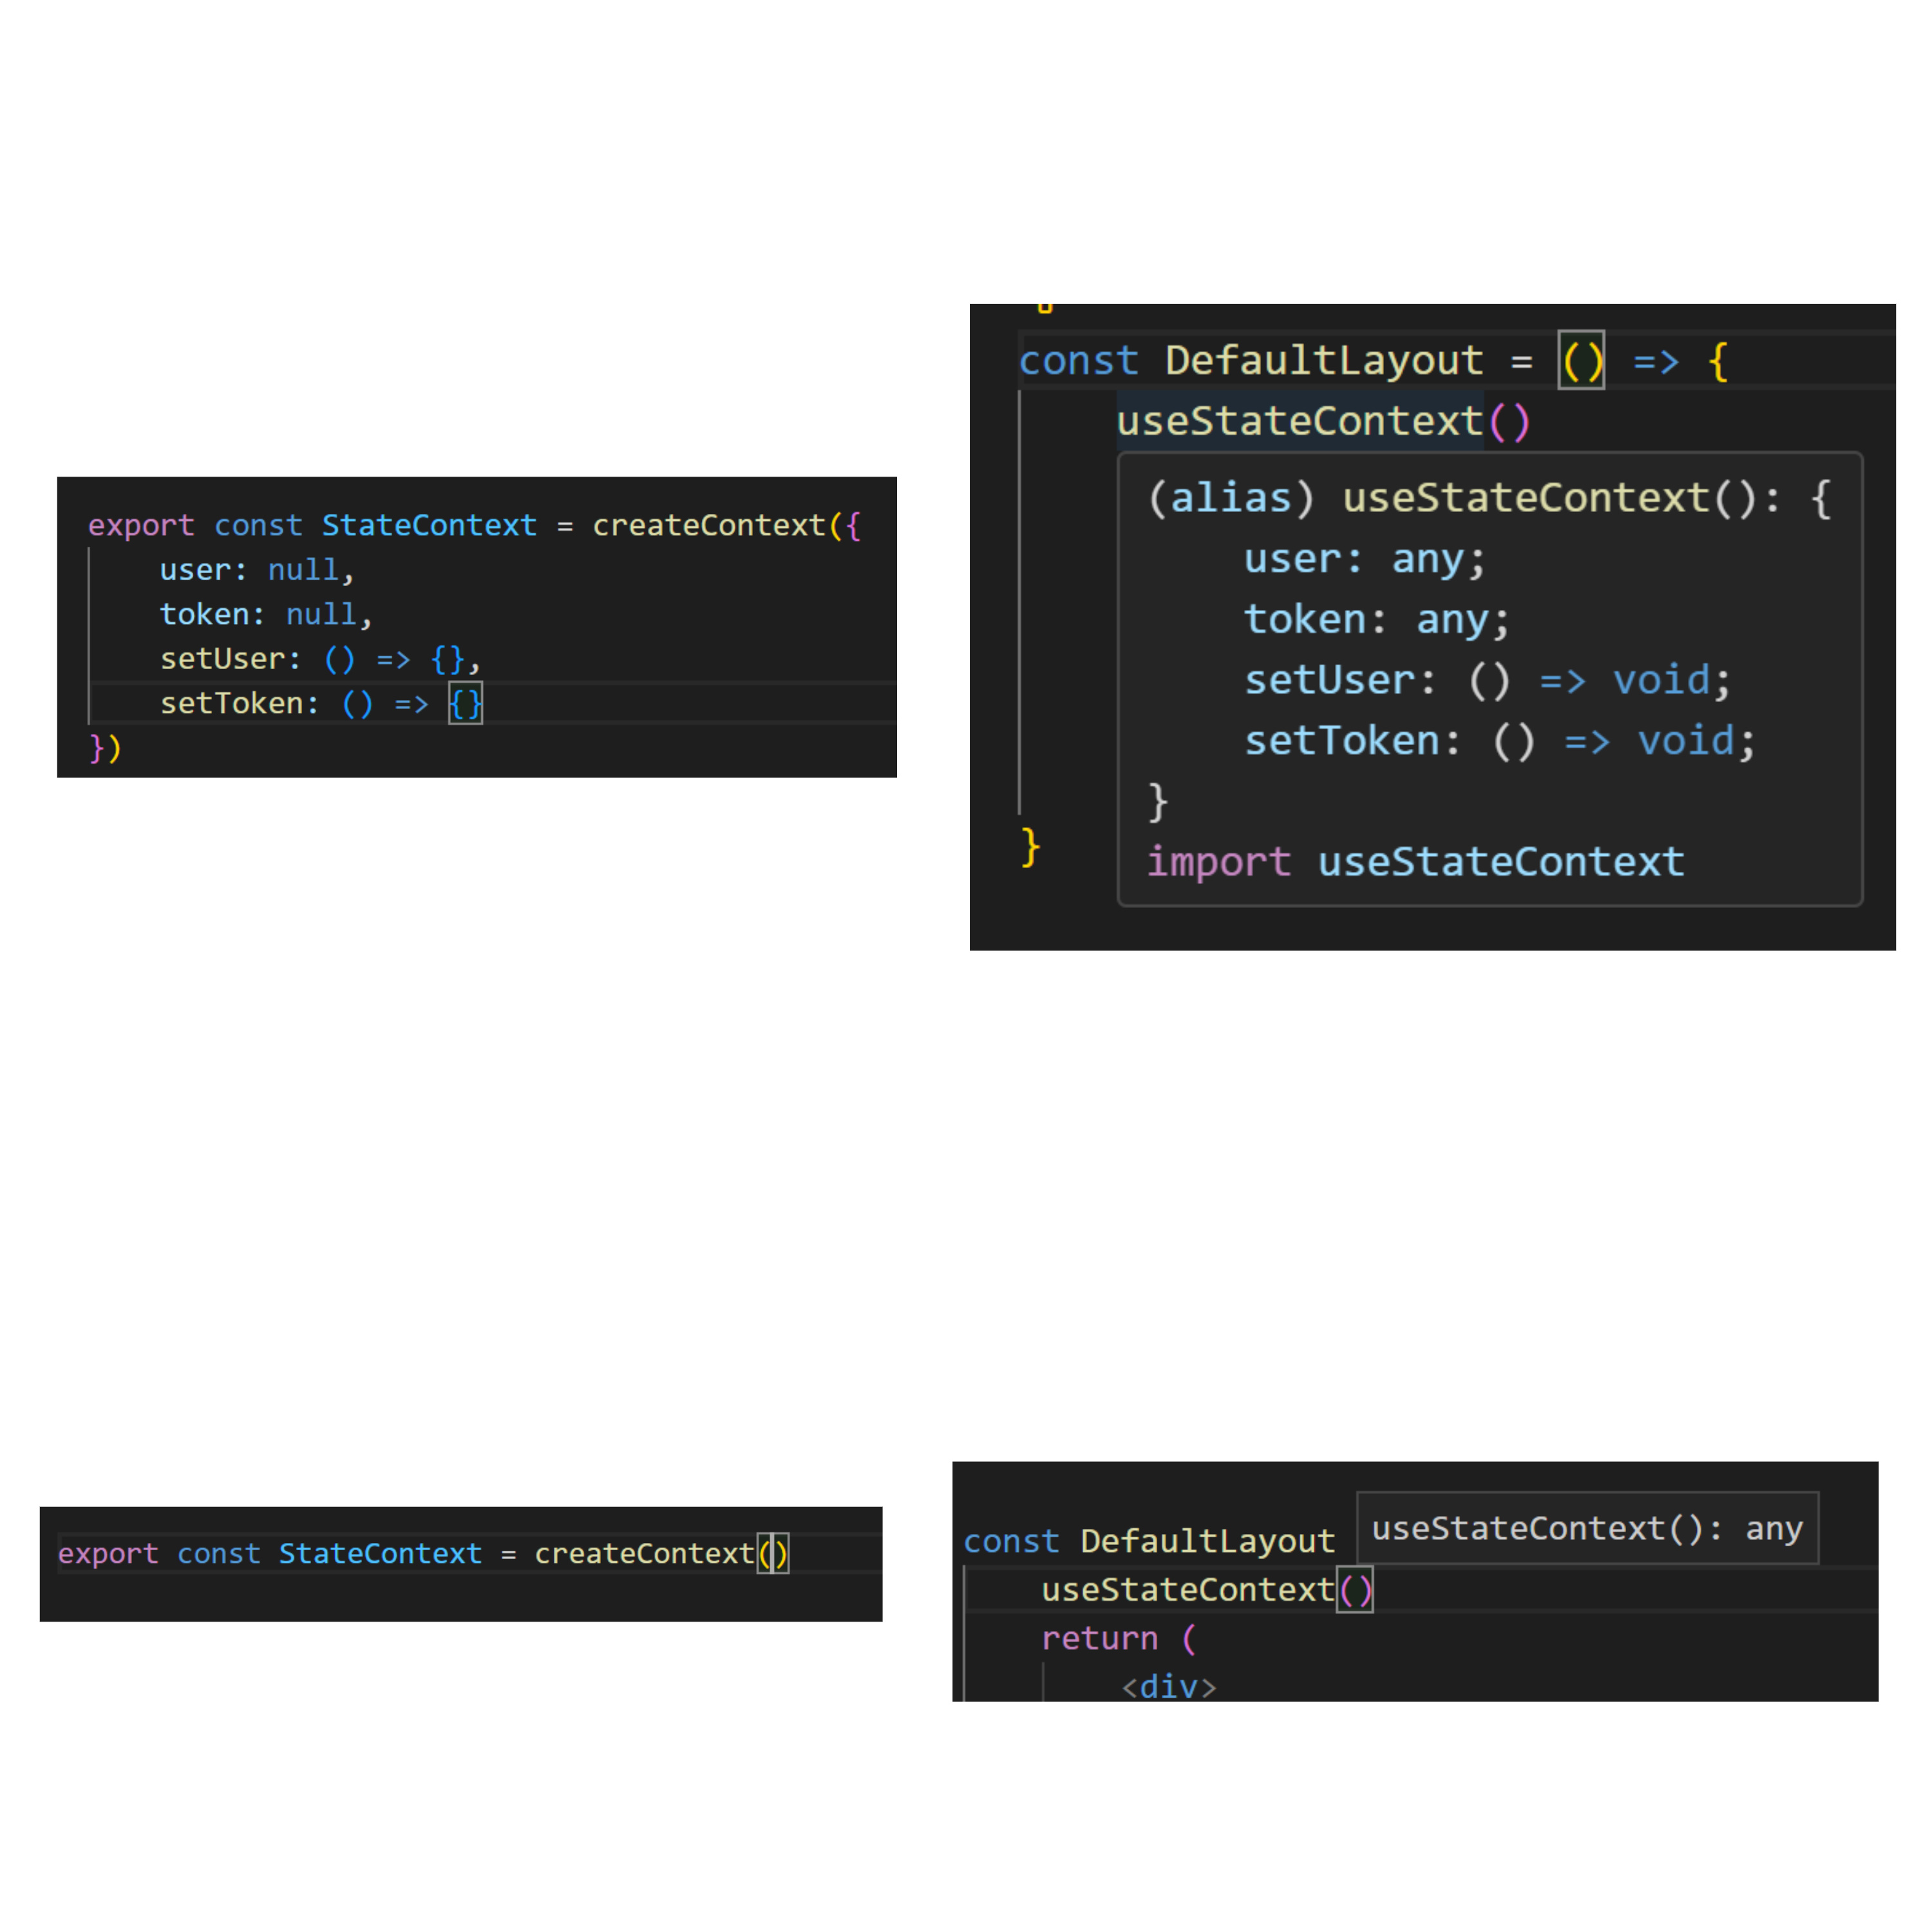 export const StateContext = createContext({
user: null,
token: null,
setUser: () => {},
setToken: () => {}
})
const DefaultLayout = () => {
useStateContext()
(alias) useStateContext(): {
user: any;
token: any;
setUser: () => void;
setToken: () => void;
}
import useStateContext
}
export const StateContext = createContext()
const DefaultLayout
useStateContext(): any
useStateContext()
return (
<div>